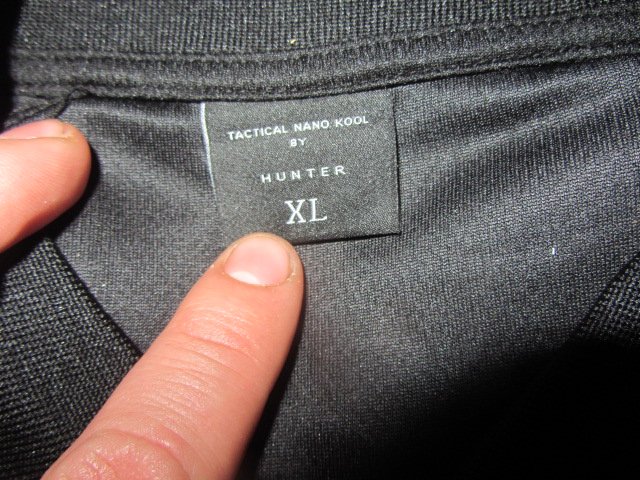 TACTICAL NANO KOOL
BY
HUNTER
XL